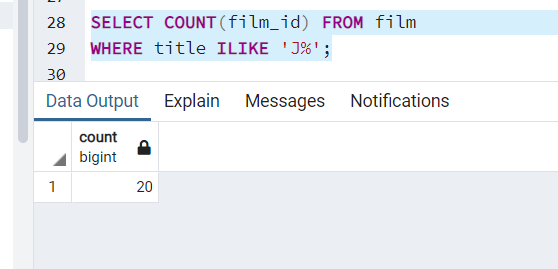 27
28 SELECT COUNT(film_id) FROM film
29 WHERE title ILIKE 'J%';
30
Data Output Explain Messages Notifications
count
bigint
1 20